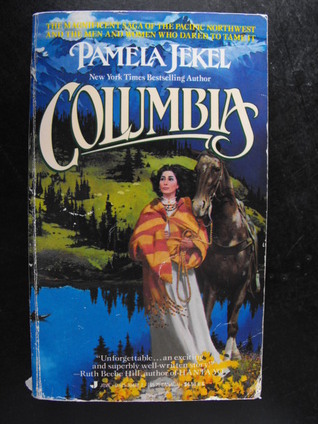 THE MAGNIFICENT SAGA OF THE PACIFIC NORTHWEST
AND THE MEN AND WOMEN WHO DARED TO TAME IT
PAMELA JEKEL
New York Times Bestselling Author
COLUMBIA
"Unforgettable...an exciting
and superbly well-written story."
—Ruth Beebe Hill, author of HANTA YO